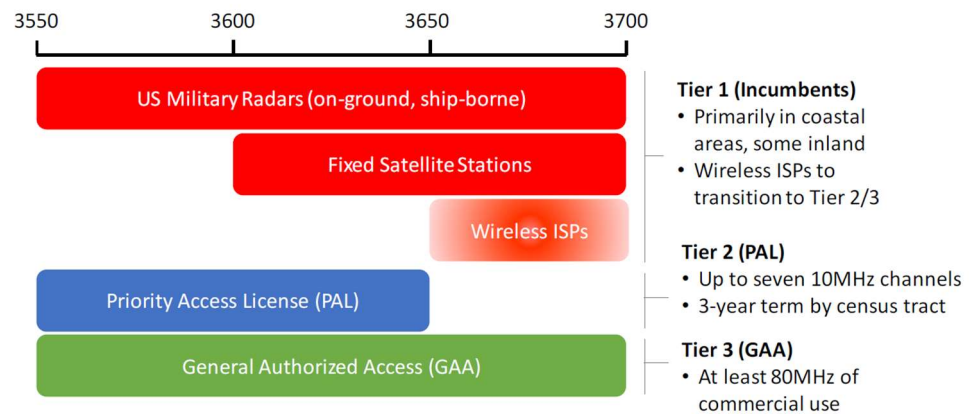 3550 3600 3650 3700
US Military Radars (on-ground, ship-borne)
Fixed Satellite Stations
Wireless ISPs
Priority Access License (PAL)
General Authorized Access (GAA)
Tier 1 (Incumbents)
• Primarily in coastal
areas, some inland
• Wireless ISPs to
transition to Tier 2/3
Tier 2 (PAL)
• Up to seven 10MHz channels
• 3-year term by census tract
Tier 3 (GAA)
• At least 80MHz of
commercial use